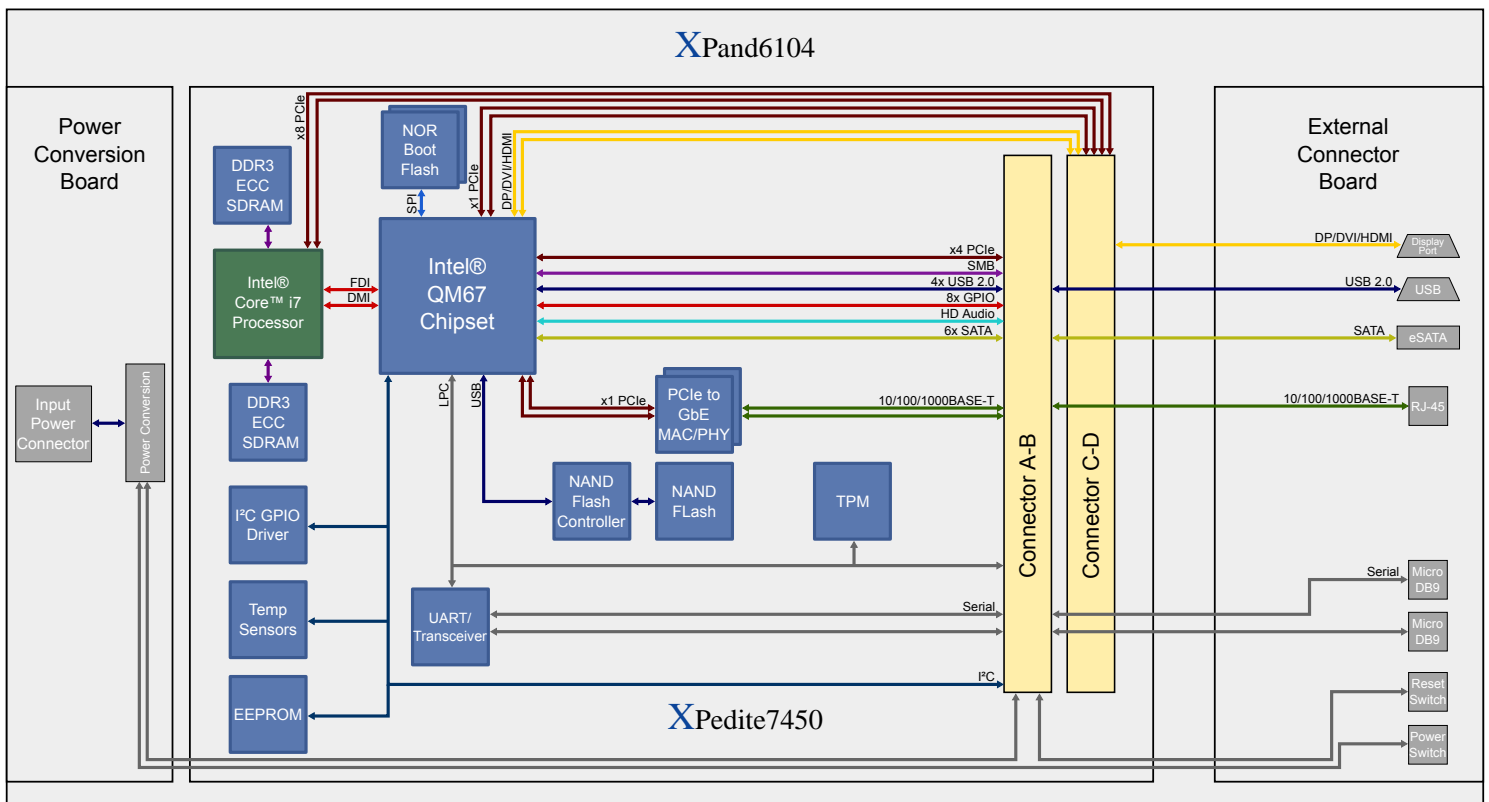 XPand6104
Power
Conversion
Board
Input
Power
Connector
Power Conversion
x8 PCIe
NOR
Boot
Flash
SPI
x1 PCIe
DP/DVI/HDMI
DDR3
ECC
SDRAM
Intel®
Core™ i7
Processor
FDI
DMI
Intel®
QM67
Chipset
DDR3
ECC
SDRAM
x4 PCIe
SMB
4x USB 2.0
8x GPIO
HD Audio
6x SATA
LPC
USB
x1 PCIe
PCIe to
GbE
MAC/PHY
10/100/1000BASE-T
NAND
Flash
Controller
NAND
FLash
TPM
I²C GPIO
Driver
Temp
Sensors
EEPROM
UART/
Transceiver
Serial
I²C
XPedite7450
Connector A-B
Connector C-D
External
Connector
Board
DP/DVI/HDMI
Display
Port
USB 2.0
USB
SATA
eSATA
10/100/1000BASE-T
RJ-45
Serial
Micro
DB9
Micro
DB9
Reset
Switch
Power
Switch